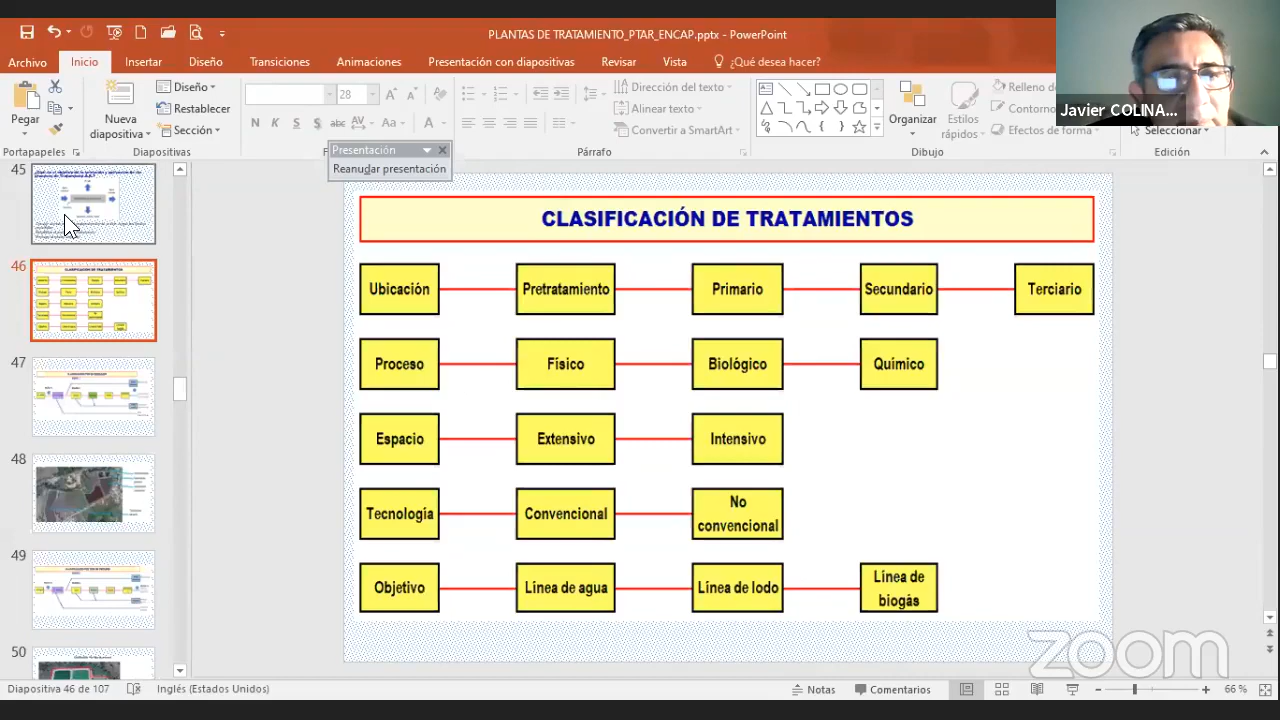 PLANTAS DE TRATAMIENTO_PTAR_ENCAP.pptx - PowerPoint
Archivo Inicio Insertar Diseño Transiciones Animaciones Presentación con diapositivas Revisar Vista ¿Qué desea hacer?
Javier COLINA...
Pegar
Nueva diapositiva
Diseño
Restablecer
Sección
28
N K S S abc AV Aa A
Dirección del texto
Alinear texto
Convertir a SmartArt
Organizar
Estilos rápidos
Relleno de
Contorno
Efectos de forma
Seleccionar
Portapapeles Diapositivas Párrafo Dibujo Edición
Presentación
Reanudar presentación
45
46
47
48
49
50
CLASIFICACIÓN DE TRATAMIENTOS
Ubicación Pretratamiento Primario Secundario Terciario
Proceso Físico Biológico Químico
Espacio Extensivo Intensivo
Tecnología Convencional No convencional
Objetivo Línea de agua Línea de lodo Línea de biogás
zoom
Diapositiva 46 de 107 Inglés (Estados Unidos) Notas Comentarios 66 %